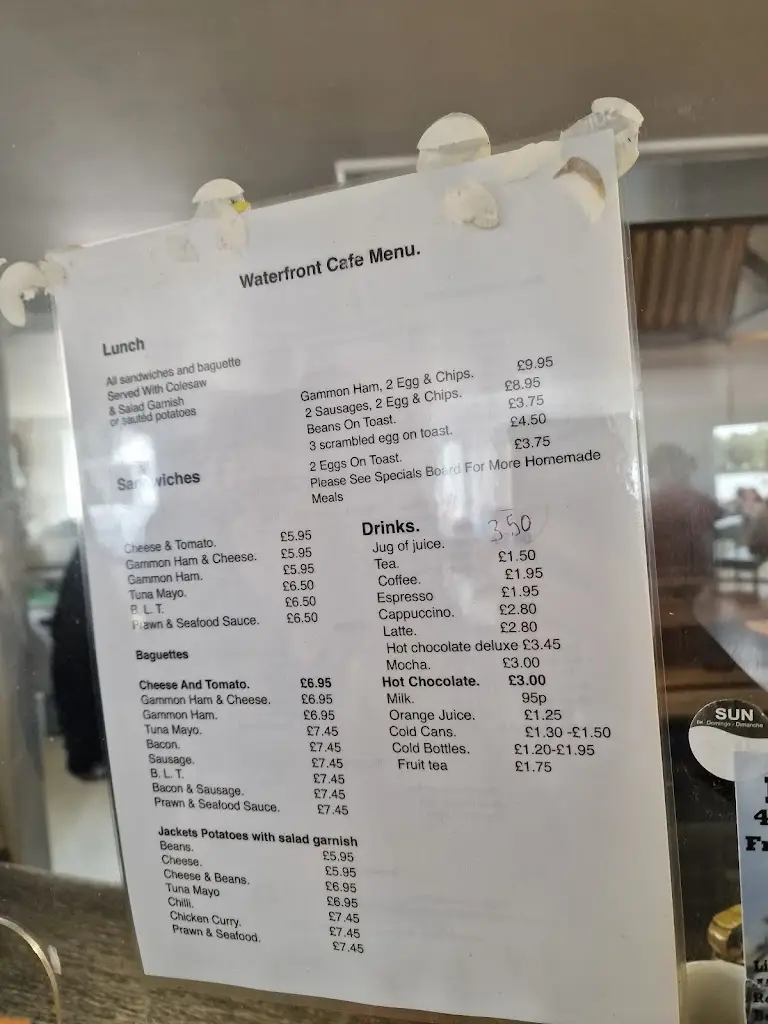 Waterfront Cafe Menu.
Lunch
All sandwiches and baguette
Served With Colesaw
& Salad Garnish
or sautéd potatoes
Gammon Ham, 2 Egg & Chips. £9.95
2 Sausages, 2 Egg & Chips. £8.95
Beans On Toast. £3.75
3 scrambled egg on toast. £4.50
2 Eggs On Toast. £3.75
Please See Specials Board For More Homemade
Meals
Sandwiches
Cheese & Tomato. £5.95
Gammon Ham & Cheese. £5.95
Gammon Ham. £5.95
Tuna Mayo. £6.50
B. L. T. £6.50
Prawn & Seafood Sauce. £6.50
Baguettes
Cheese And Tomato. £6.95
Gammon Ham & Cheese. £6.95
Gammon Ham. £6.95
Tuna Mayo. £7.45
Bacon. £7.45
Sausage. £7.45
B. L. T. £7.45
Bacon & Sausage. £7.45
Prawn & Seafood Sauce. £7.45
Jackets Potatoes with salad garnish
Beans. £5.95
Cheese. £5.95
Cheese & Beans. £6.95
Tuna Mayo £6.95
Chilli. £7.45
Chicken Curry. £7.45
Prawn & Seafood. £7.45
Drinks.
Jug of juice. 3.50
Tea. £1.50
Coffee. £1.95
Espresso £1.95
Cappuccino. £2.80
Latte. £2.80
Hot chocolate deluxe £3.45
Mocha. £3.00
Hot Chocolate. £3.00
Milk. 95p
Orange Juice. £1.25
Cold Cans. £1.30 -£1.50
Cold Bottles. £1.20-£1.95
Fruit tea £1.75
SUN
Domingo - Dimanche
4
Fr
Li